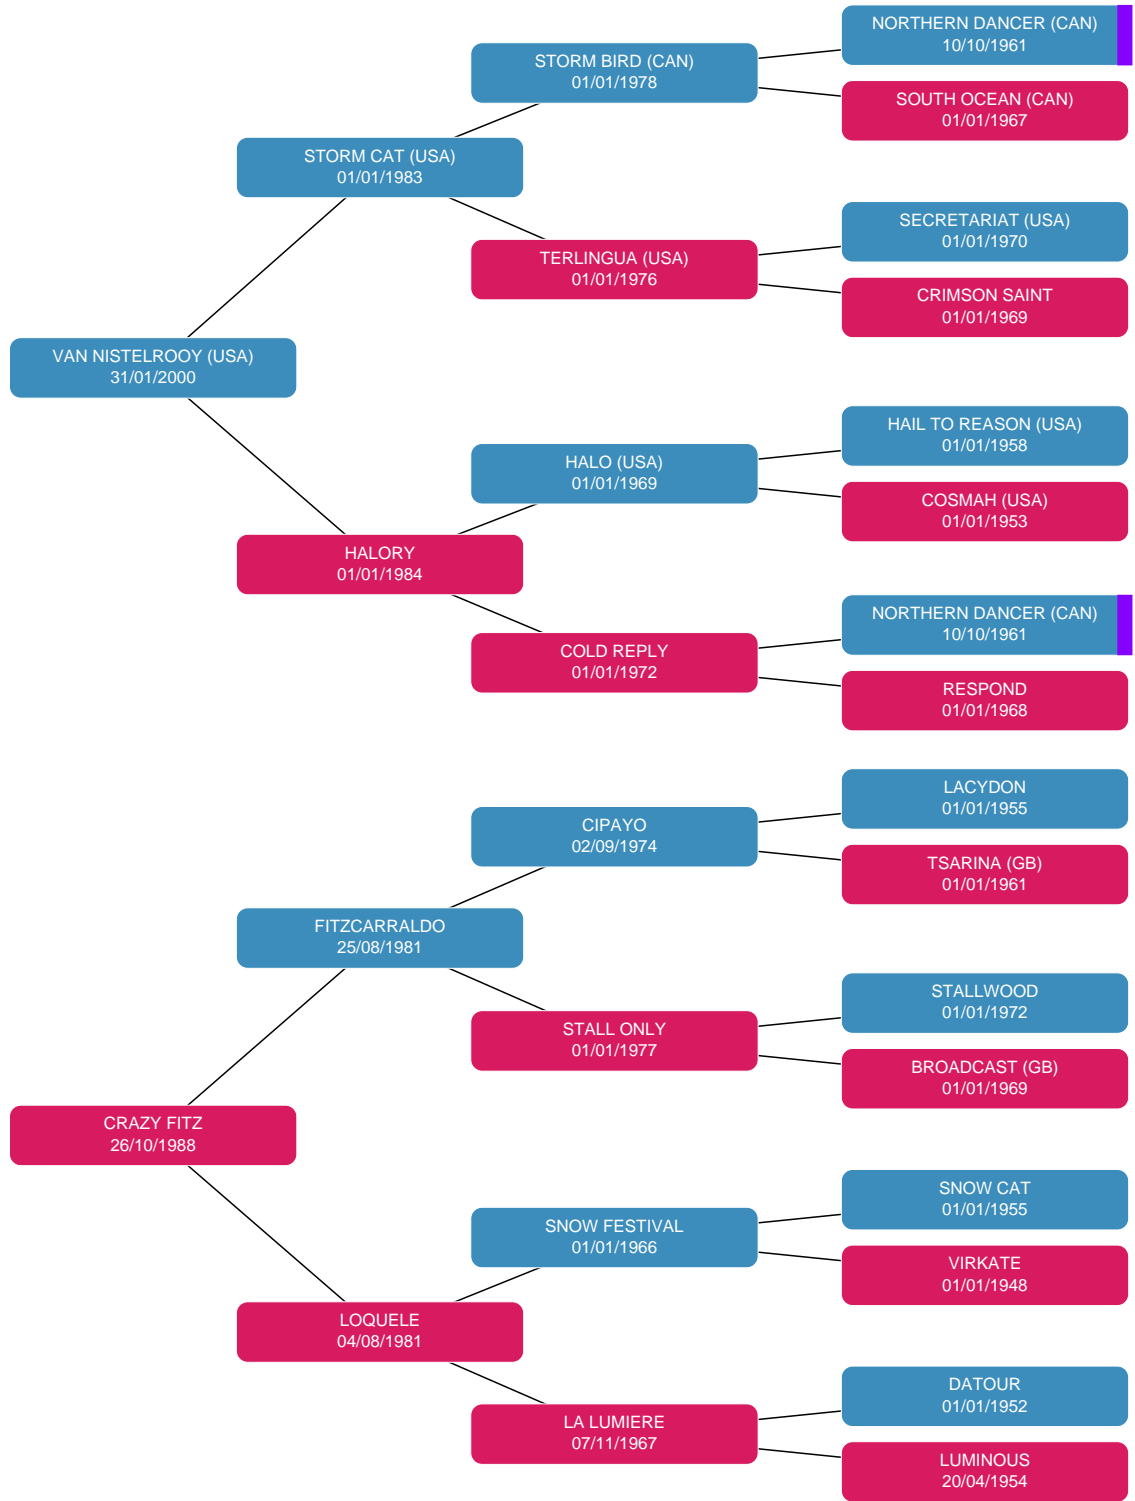 NORTHERN DANCER (CAN)
10/10/1961
STORM BIRD (CAN)
01/01/1978
SOUTH OCEAN (CAN)
01/01/1967
STORM CAT (USA)
01/01/1983
SECRETARIAT (USA)
01/01/1970
TERLINGUA (USA)
01/01/1976
CRIMSON SAINT
01/01/1969
VAN NISTELROOY (USA)
31/01/2000
HAIL TO REASON (USA)
01/01/1958
HALO (USA)
01/01/1969
COSMAH (USA)
01/01/1953
HALORY
01/01/1984
NORTHERN DANCER (CAN)
10/10/1961
COLD REPLY
01/01/1972
RESPOND
01/01/1968
LACYDON
01/01/1955
CIPAYO
02/09/1974
TSARINA (GB)
01/01/1961
FITZCARRALDO
25/08/1981
STALLWOOD
01/01/1972
STALL ONLY
01/01/1977
BROADCAST (GB)
01/01/1969
CRAZY FITZ
26/10/1988
SNOW CAT
01/01/1955
SNOW FESTIVAL
01/01/1966
VIRKATE
01/01/1948
LOQUELE
04/08/1981
DATOUR
01/01/1952
LA LUMIERE
07/11/1967
LUMINOUS
20/04/1954